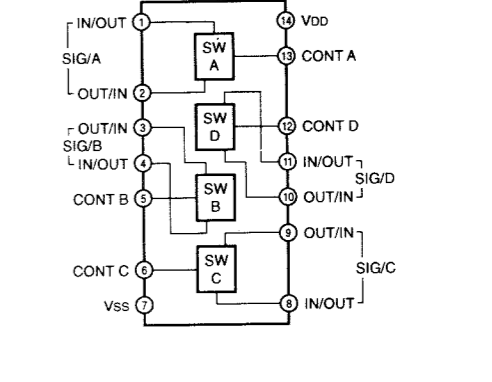 IN/OUT 1
SIG/A
OUT/IN 2
OUT/IN 3
SIG/B
IN/OUT 4
CONT B 5
CONT C 6
VSS 7
SW A
SW D
SW B
SW C
14 VDD
13 CONT A
12 CONT D
11 IN/OUT
SIG/D
10 OUT/IN
9 OUT/IN
SIG/C
8 IN/OUT